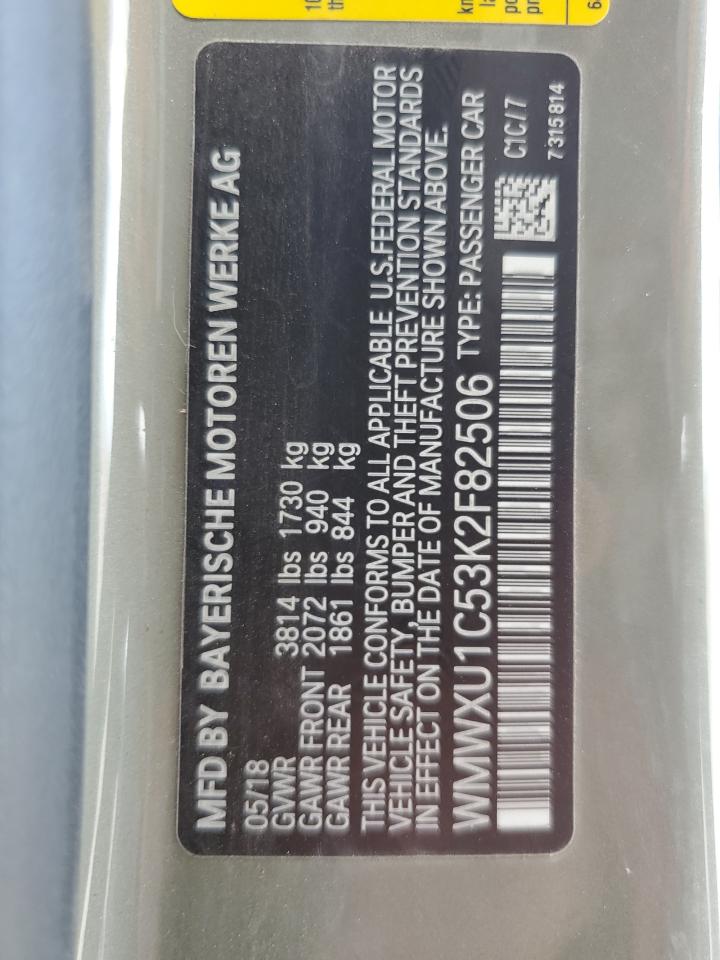 MFD BY BAYERISCHE MOTOREN WERKE AG
05/18
GVWR 3814 lbs 1730 kg
GAWR FRONT 2072 lbs 940 kg
GAWR REAR 1861 lbs 844 kg
THIS VEHICLE CONFORMS TO ALL APPLICABLE U.S.FEDERAL MOTOR
VEHICLE SAFETY, BUMPER AND THEFT PREVENTION STANDARDS
IN EFFECT ON THE DATE OF MANUFACTURE SHOWN ABOVE.
WMWXU1C53K2F82506 TYPE: PASSENGER CAR
C1C/7
7 315 814